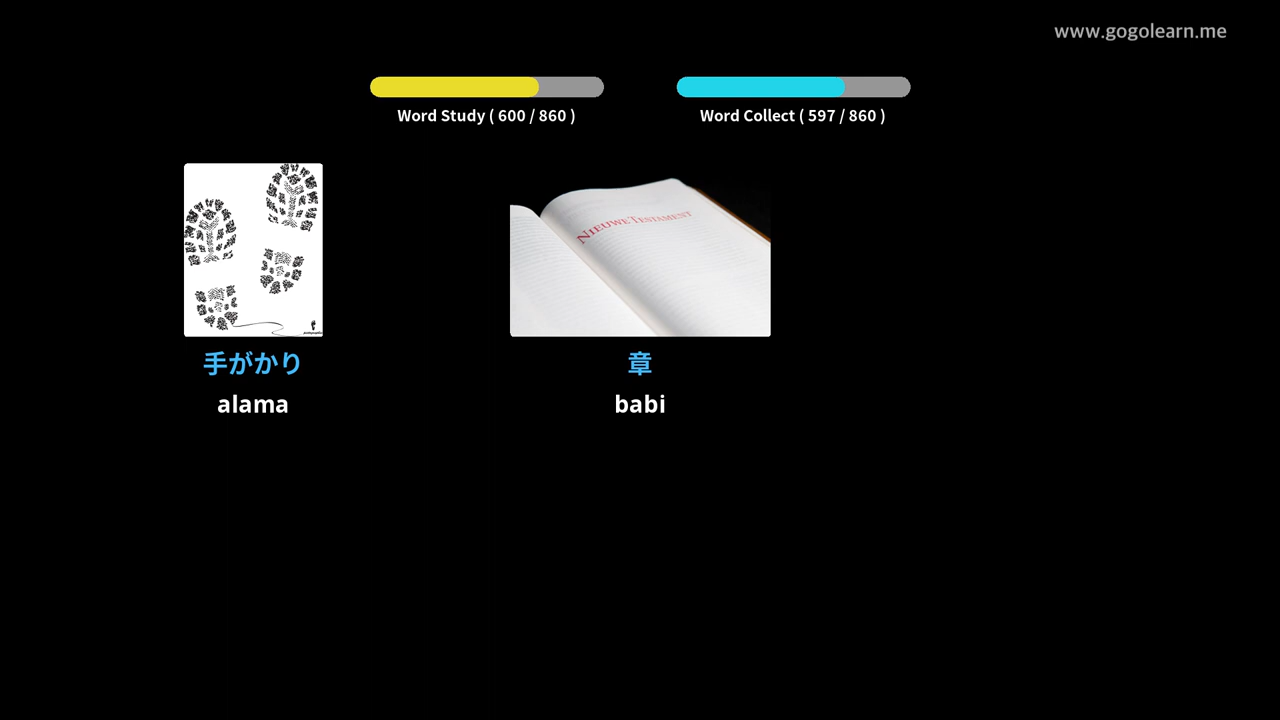 www.gogolearn.me
Word Study ( 600 / 860 )
Word Collect ( 597 / 860 )
NIEUWE TESTAMENT
手がかり
章
alama
babi